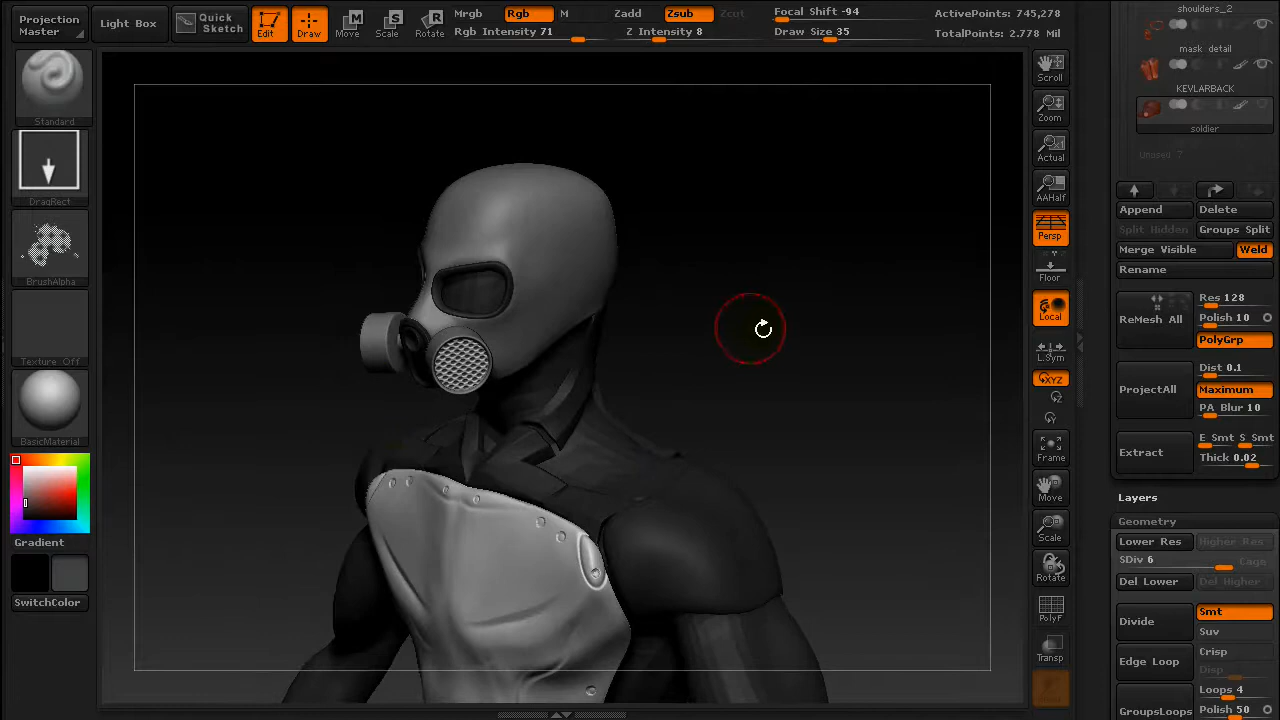 Projection
Master
Light Box
Quick
Sketch
Edit
Draw
Move
Scale
Rotate
Mrgb
Rgb
M
Rgb Intensity 71
Zadd
Zsub
Zcut
Z Intensity 8
Focal Shift -94
Draw Size 35
ActivePoints: 745,278
TotalPoints: 2.778 Mil
Standard
DragRect
BrushAlpha
Texture Off
BasicMaterial
Gradient
SwitchColor
Scroll
Zoom
Actual
AAHalf
Persp
Floor
Local
L.Sym
XYZ
Frame
Move
Scale
Rotate
PolyF
Transp
shoulders_2
mask detail
KEVLARBACK
soldier
Unused 7
Append
Delete
Split Hidden
Groups Split
Merge Visible
Weld
Rename
ReMesh All
Res 128
Polish 10
PolyGrp
ProjectAll
Dist 0.1
Maximum
PA Blur 10
Extract
E Smt
S Smt
Thick 0.02
Layers
Geometry
Lower Res
Higher Res
SDiv 6
Cage
Del Lower
Del Higher
Divide
Smt
Suv
Edge Loop
Crisp
Disp
Loops 4
GroupsLoops
Polish 50